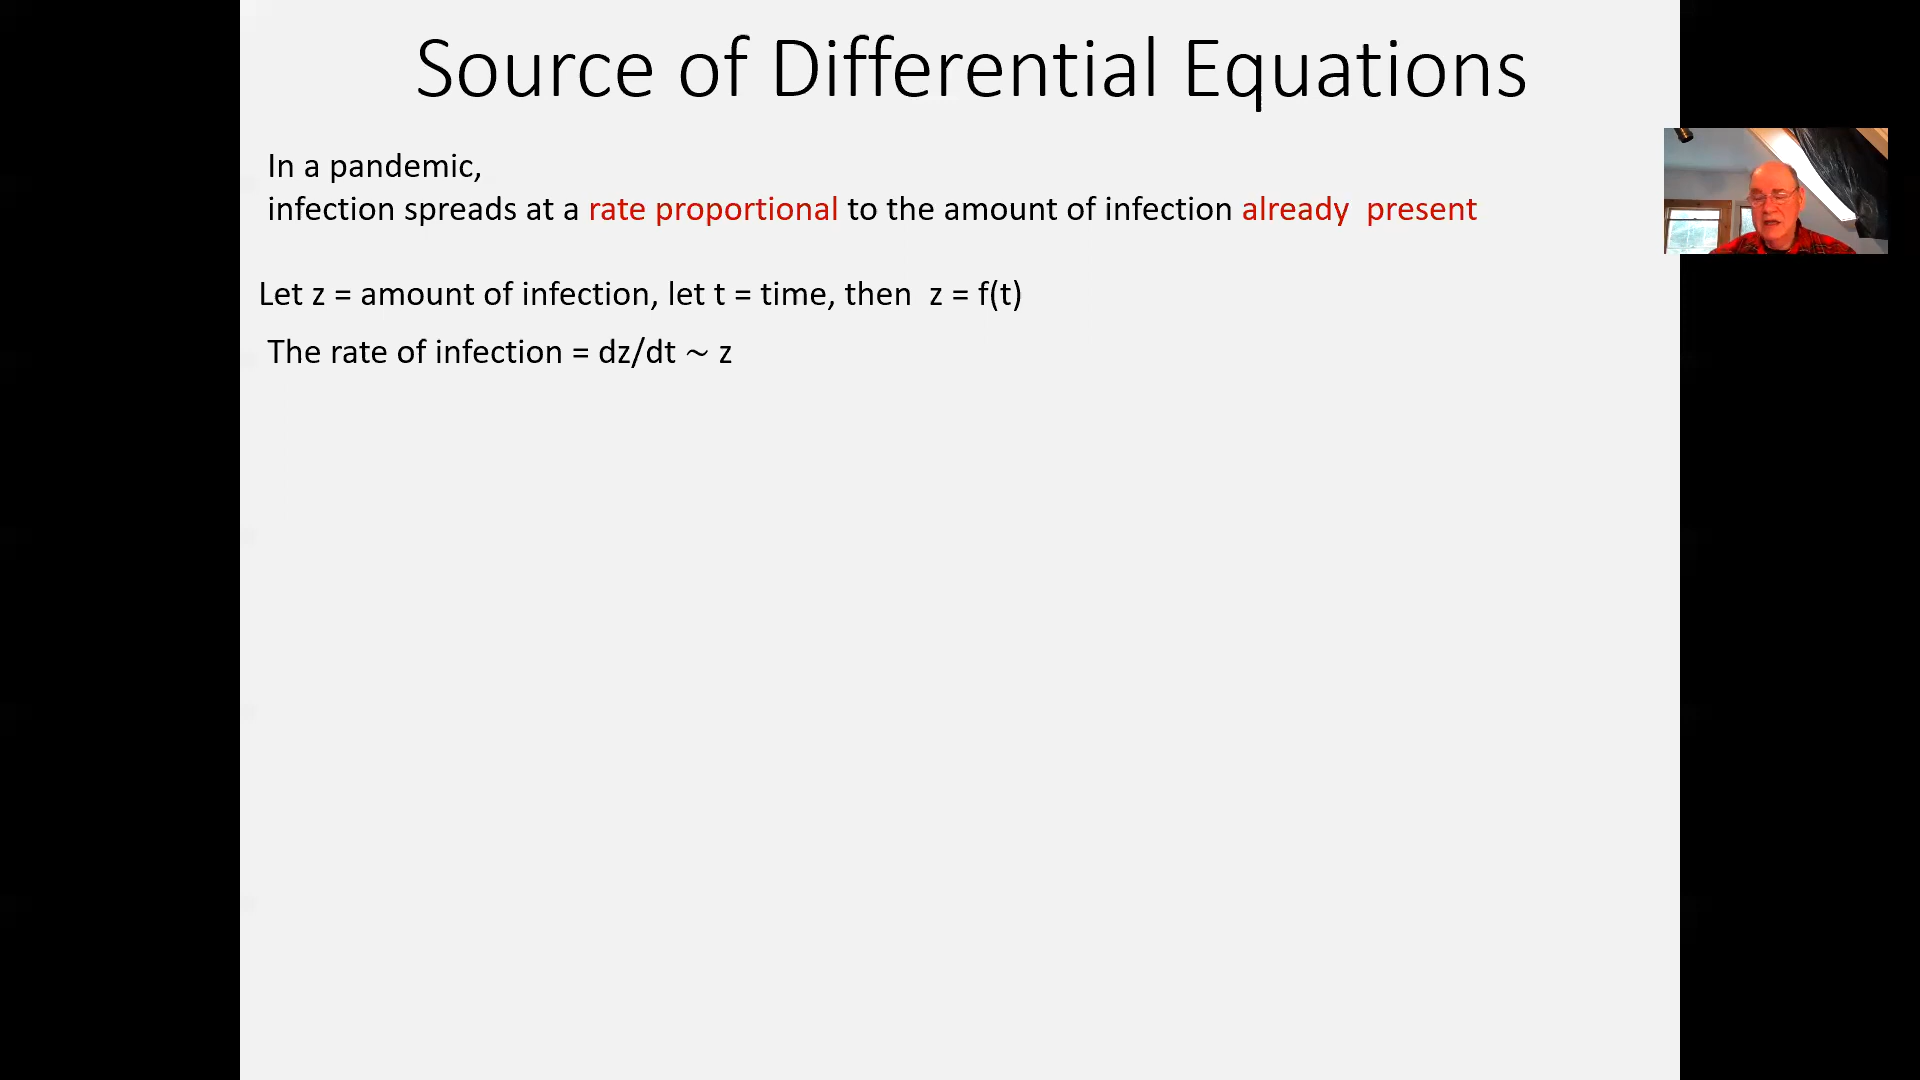 Source of Differential Equations
In a pandemic,
infection spreads at a rate proportional to the amount of infection already  present
Let z = amount of infection, let t = time, then  z = f(t)
The rate of infection = dz/dt ~ z